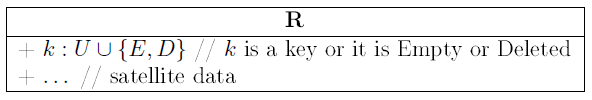 R
+ k : U ∪ {E, D} // k is a key or it is Empty or Deleted
+ ... // satellite data